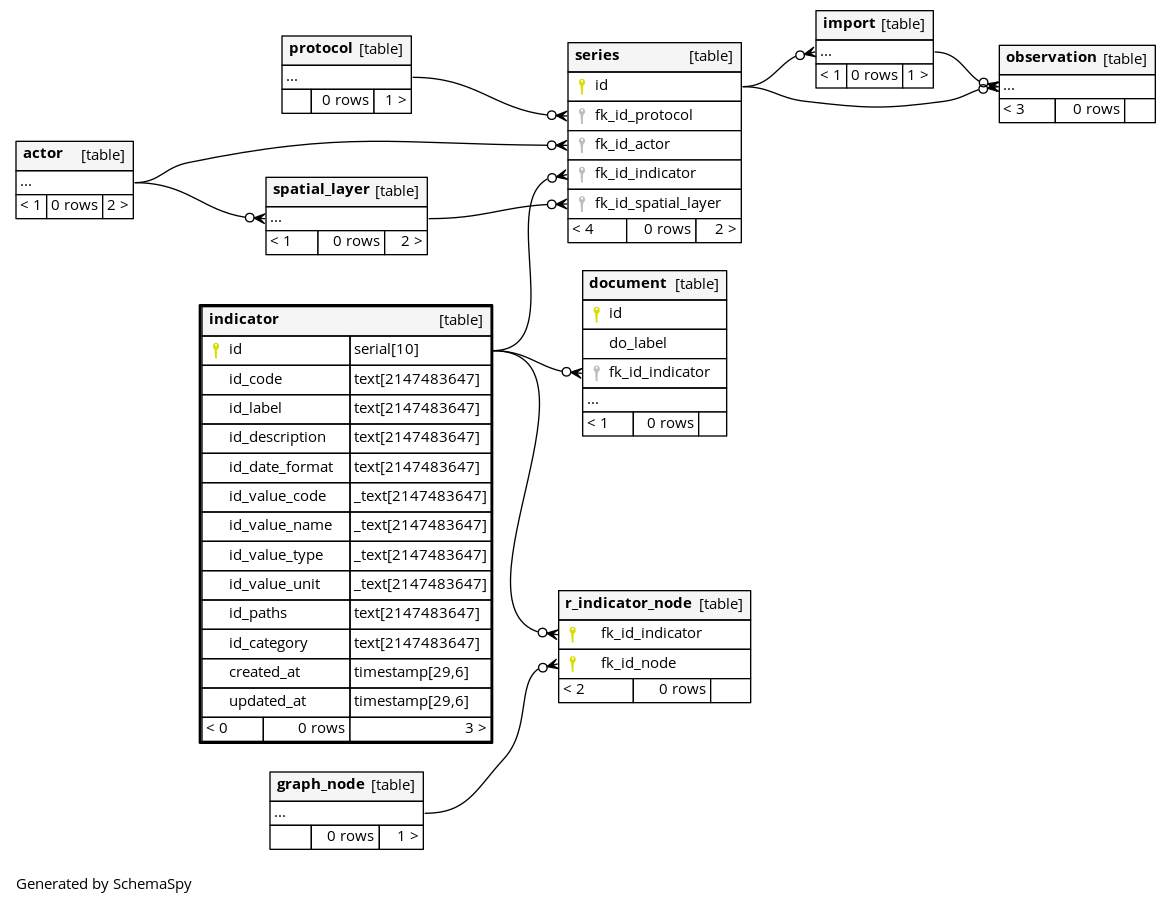 import [table]
...
< 1 0 rows 1 >
protocol [table]
...
0 rows 1 >
series [table]
id
fk_id_protocol
fk_id_actor
fk_id_indicator
fk_id_spatial_layer
< 4 0 rows 2 >
observation [table]
...
< 3 0 rows
actor [table]
...
< 1 0 rows 2 >
spatial_layer [table]
...
< 1 0 rows 2 >
document [table]
id
do_label
fk_id_indicator
...
< 1 0 rows
indicator [table]
id serial[10]
id_code text[2147483647]
id_label text[2147483647]
id_description text[2147483647]
id_date_format text[2147483647]
id_value_code _text[2147483647]
id_value_name _text[2147483647]
id_value_type _text[2147483647]
id_value_unit _text[2147483647]
id_paths text[2147483647]
id_category text[2147483647]
created_at timestamp[29,6]
updated_at timestamp[29,6]
< 0 0 rows 3 >
r_indicator_node [table]
fk_id_indicator
fk_id_node
< 2 0 rows
graph_node [table]
...
0 rows 1 >
Generated by SchemaSpy